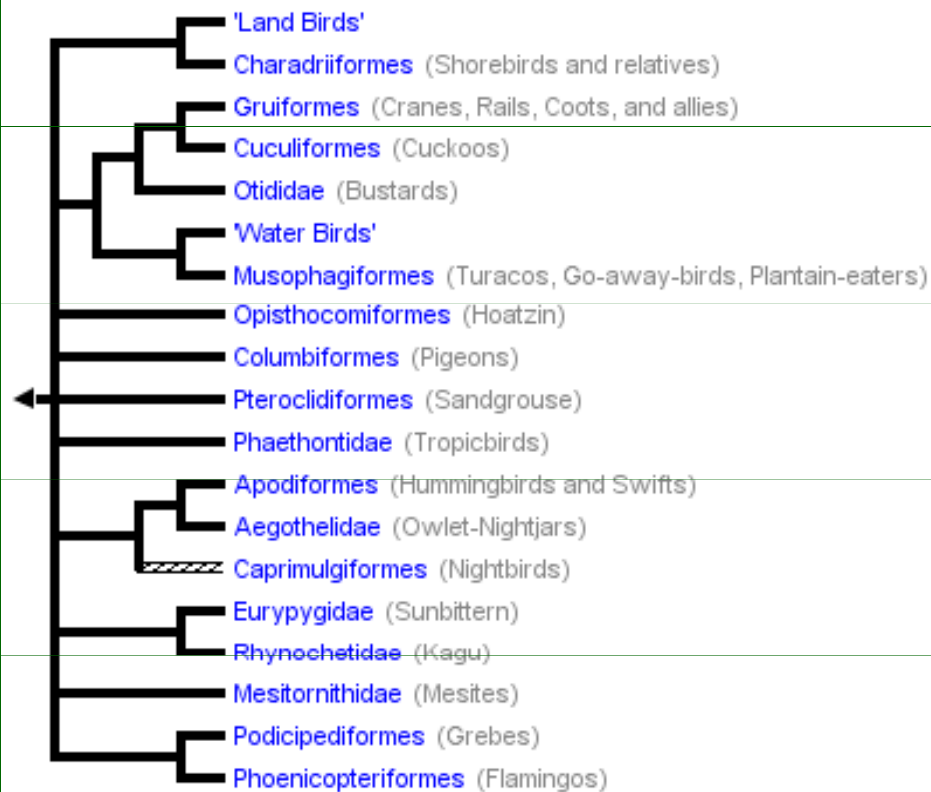 'Land Birds'
Charadriiformes (Shorebirds and relatives)
Gruiformes (Cranes, Rails, Coots, and allies)
Cuculiformes (Cuckoos)
Otididae (Bustards)
'Water Birds'
Musophagiformes (Turacos, Go-away-birds, Plantain-eaters)
Opisthocomiformes (Hoatzin)
Columbiformes (Pigeons)
Pteroclidiformes (Sandgrouse)
Phaethontidae (Tropicbirds)
Apodiformes (Hummingbirds and Swifts)
Aegothelidae (Owlet-Nightjars)
Caprimulgiformes (Nightbirds)
Eurypygidae (Sunbittern)
Rhynochetidae (Kagu)
Mesitornithidae (Mesites)
Podicipediformes (Grebes)
Phoenicopteriformes (Flamingos)